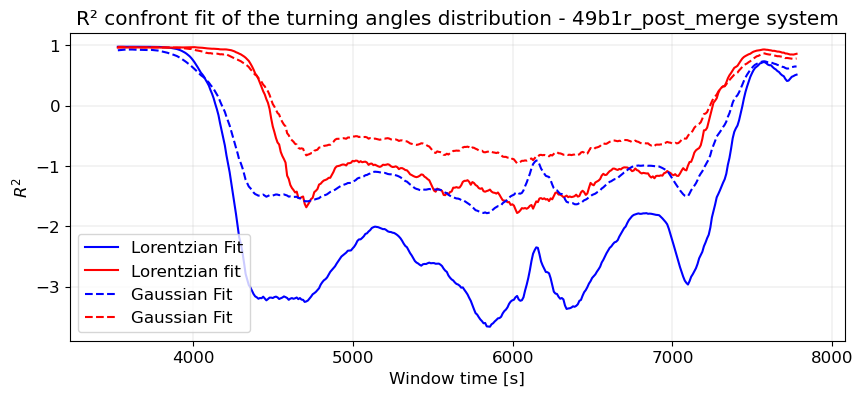 R² confront fit of the turning angles distribution - 49b1r_post_merge system
1
0
−1
−2
−3
R²
Lorentzian Fit
Lorentzian fit
Gaussian Fit
Gaussian Fit
4000 5000 6000 7000 8000
Window time [s]